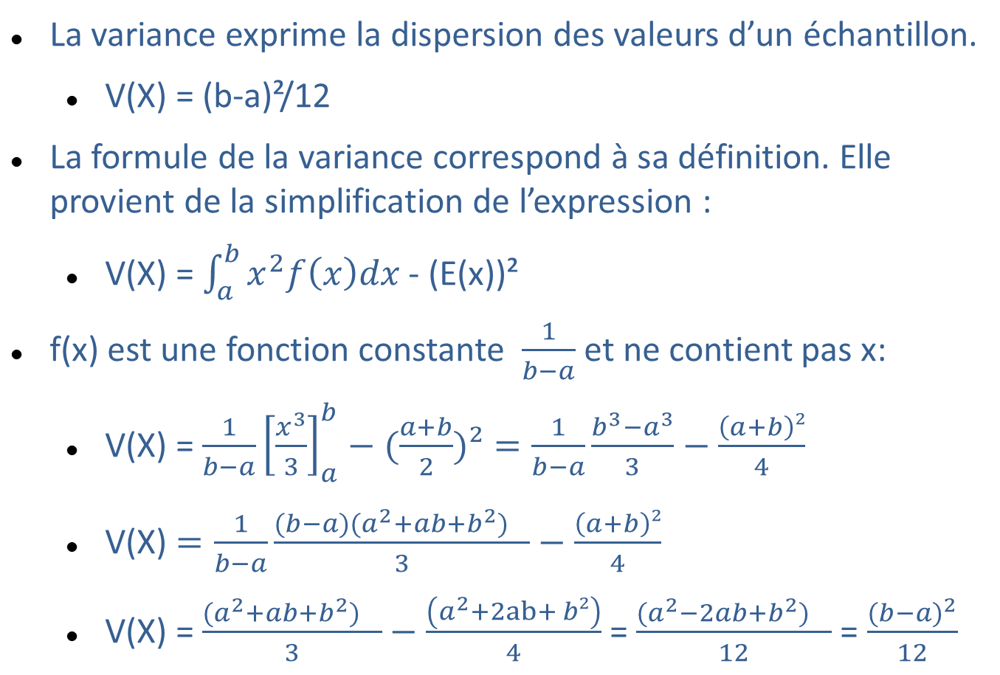 • La variance exprime la dispersion des valeurs d’un échantillon.
• V(X) = (b-a)²/12
• La formule de la variance correspond à sa définition. Elle
provient de la simplification de l’expression :
• V(X) = $\int_a^b x^2 f(x)dx$ - (E(x))²
• f(x) est une fonction constante $\frac{1}{b-a}$ et ne contient pas x:
• V(X) = $\frac{1}{b-a}\left[\frac{x^3}{3}\right]_a^b - (\frac{a+b}{2})^2 = \frac{1}{b-a}\frac{b^3-a^3}{3} - \frac{(a+b)^2}{4}$
• V(X) = $\frac{1}{b-a}\frac{(b-a)(a^2+ab+b^2)}{3} - \frac{(a+b)^2}{4}$
• V(X) = $\frac{(a^2+ab+b^2)}{3} - \frac{(a^2+2ab+b^2)}{4} = \frac{(a^2-2ab+b^2)}{12} = \frac{(b-a)^2}{12}$